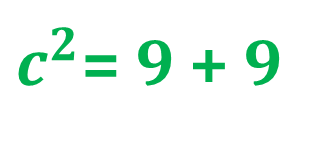 c² = 9 + 9